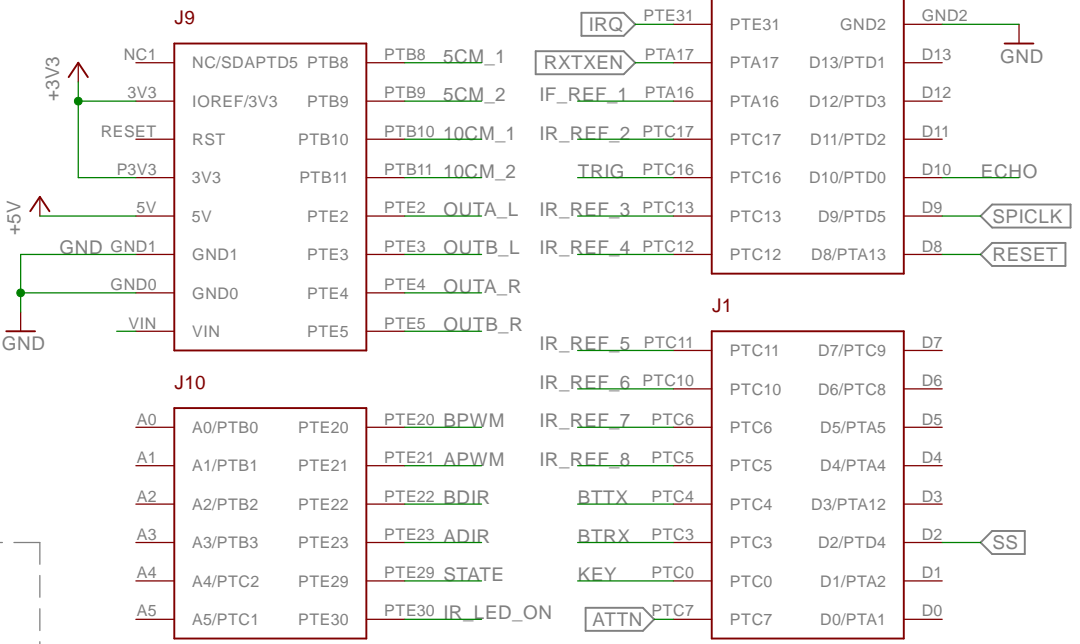 J9
NC1 NC/SDAPTD5 PTB8 PTB8 5CM_1
+3V3
3V3 IOREF/3V3 PTB9 PTB9 5CM_2
RESET RST PTB10 PTB10 10CM_1
P3V3 3V3 PTB11 PTB11 10CM_2
+5V
5V 5V PTE2 PTE2 OUTA_L
GND GND1 GND1 PTE3 PTE3 OUTB_L
GND0 GND0 PTE4 PTE4 OUTA_R
VIN VIN PTE5 PTE5 OUTB_R
GND
J10
A0 A0/PTB0 PTE20 PTE20 BPWM
A1 A1/PTB1 PTE21 PTE21 APWM
A2 A2/PTB2 PTE22 PTE22 BDIR
A3 A3/PTB3 PTE23 PTE23 ADIR
A4 A4/PTC2 PTE29 PTE29 STATE
A5 A5/PTC1 PTE30 PTE30 IR_LED_ON
IRQ PTE31 PTE31 GND2 GND2
GND
RXTXEN PTA17 PTA17 D13/PTD1 D13
IF_REF_1 PTA16 PTA16 D12/PTD3 D12
IR_REF_2 PTC17 PTC17 D11/PTD2 D11
TRIG PTC16 PTC16 D10/PTD0 D10 ECHO
IR_REF_3 PTC13 PTC13 D9/PTD5 D9 SPICLK
IR_REF_4 PTC12 PTC12 D8/PTA13 D8 RESET
J1
IR_REF_5 PTC11 PTC11 D7/PTC9 D7
IR_REF_6 PTC10 PTC10 D6/PTC8 D6
IR_REF_7 PTC6 PTC6 D5/PTA5 D5
IR_REF_8 PTC5 PTC5 D4/PTA4 D4
BTTX PTC4 PTC4 D3/PTA12 D3
BTRX PTC3 PTC3 D2/PTD4 D2 SS
KEY PTC0 PTC0 D1/PTA2 D1
ATTN PTC7 PTC7 D0/PTA1 D0